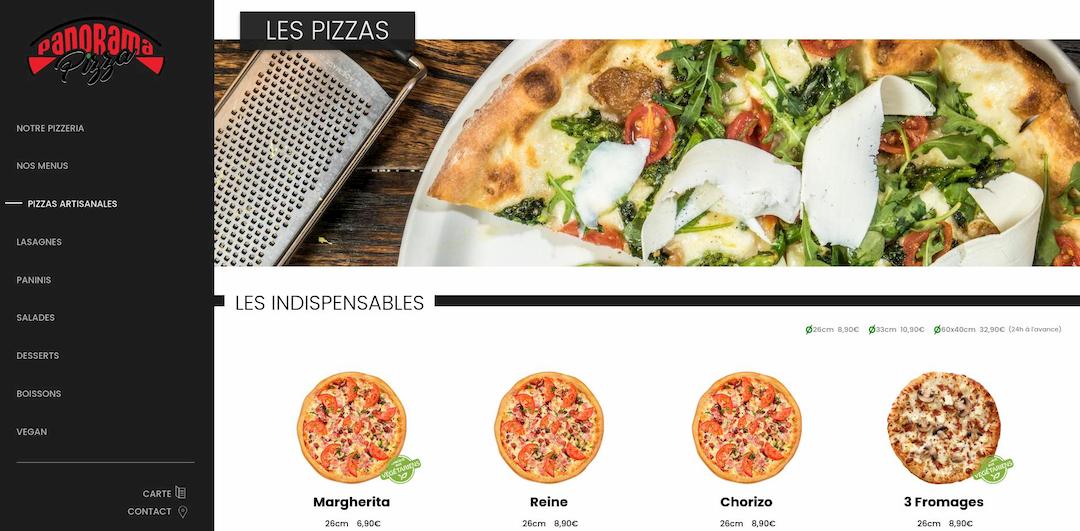 PANORAMA
Pizza
NOTRE PIZZERIA
NOS MENUS
PIZZAS ARTISANALES
LASAGNES
PANINIS
SALADES
DESSERTS
BOISSONS
VEGAN
CARTE
CONTACT
LES PIZZAS
LES INDISPENSABLES
Ø26cm 8,90€ Ø33cm 10,90€ Ø60x40cm 32,90€ (24h à l'avance)
VÉGÉTARIENS
VÉGÉTARIENS
Margherita Reine Chorizo 3 Fromages
26cm 6,90€ 26cm 8,90€ 26cm 8,90€ 26cm 8,90€